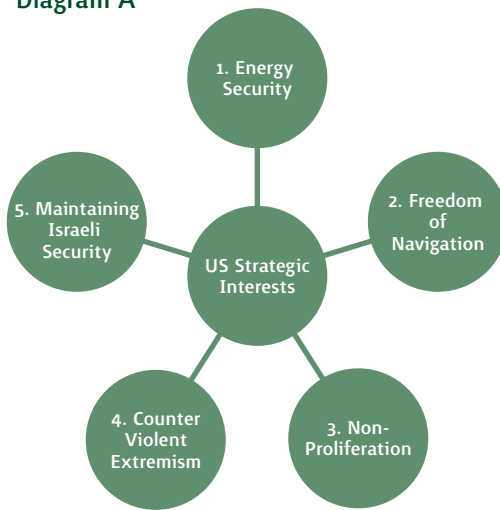 Diagram A
1. Energy
Security
2. Freedom
of
Navigation
3. Non-
Proliferation
4. Counter
Violent
Extremism
5. Maintaining
Israeli
Security
US Strategic
Interests